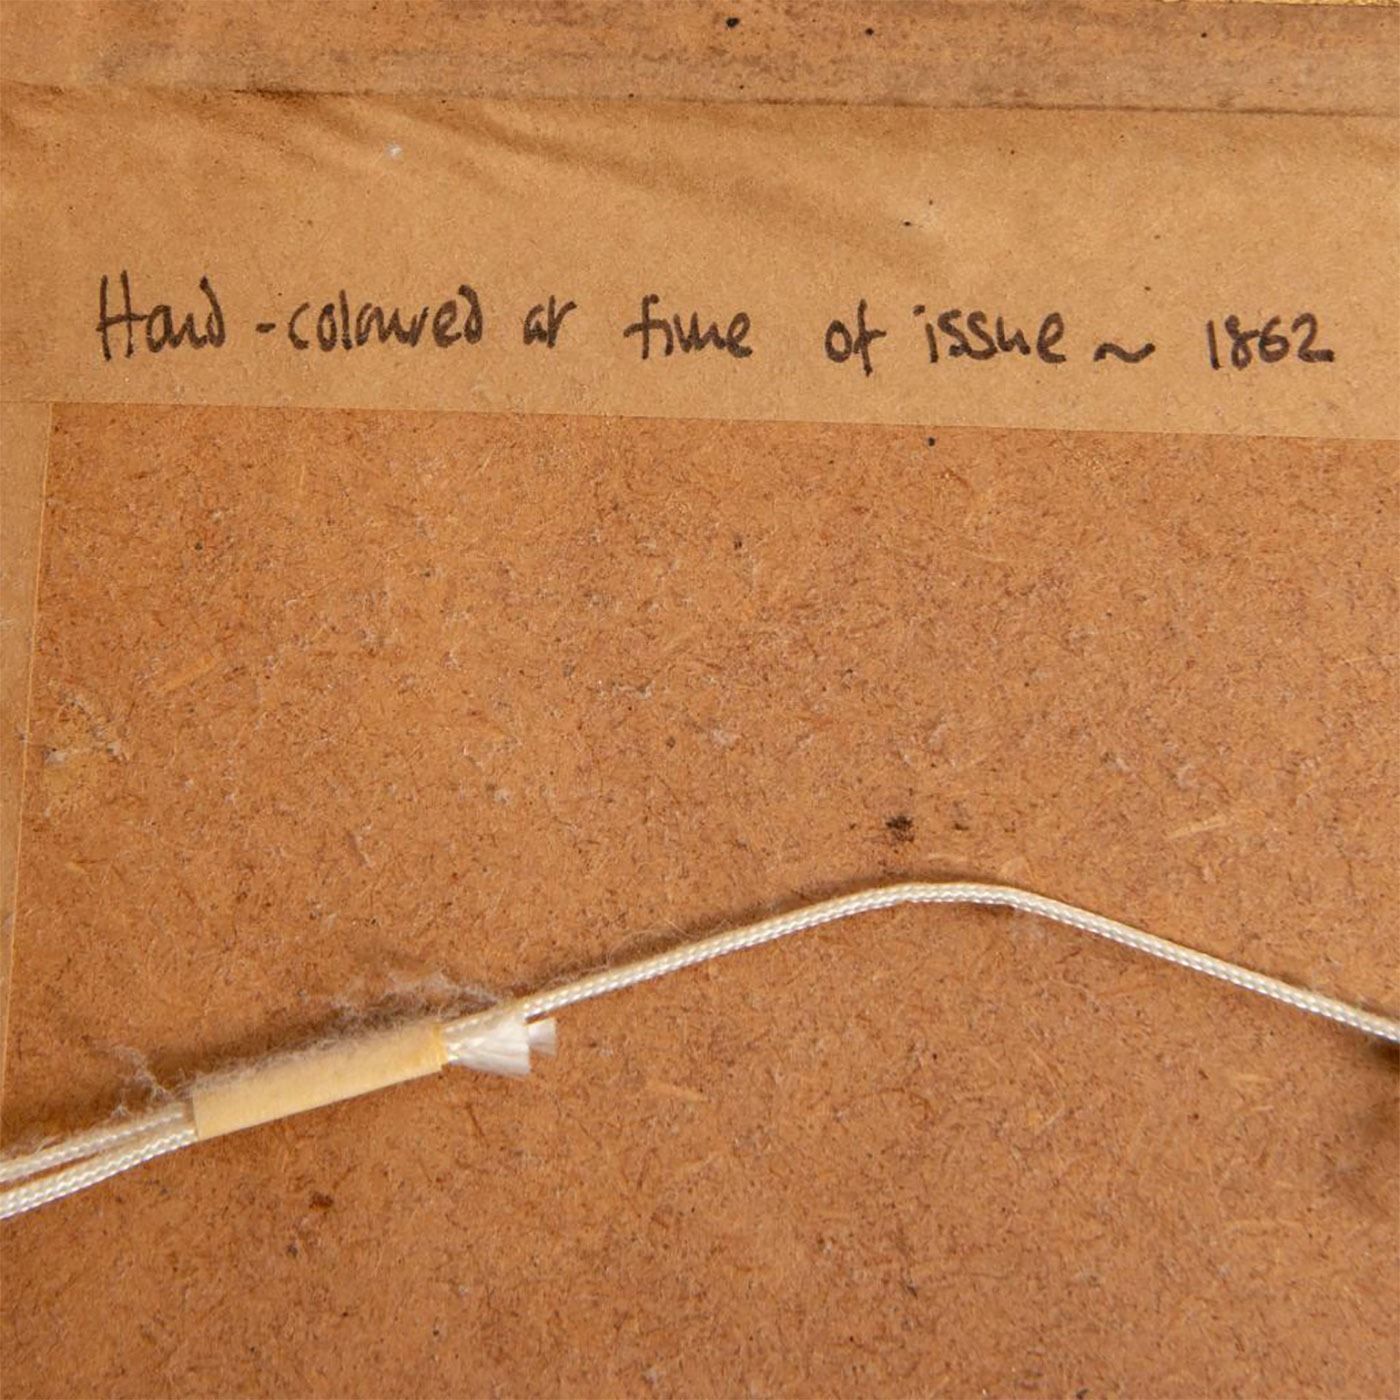 Hand-coloured at time of issue ~ 1862